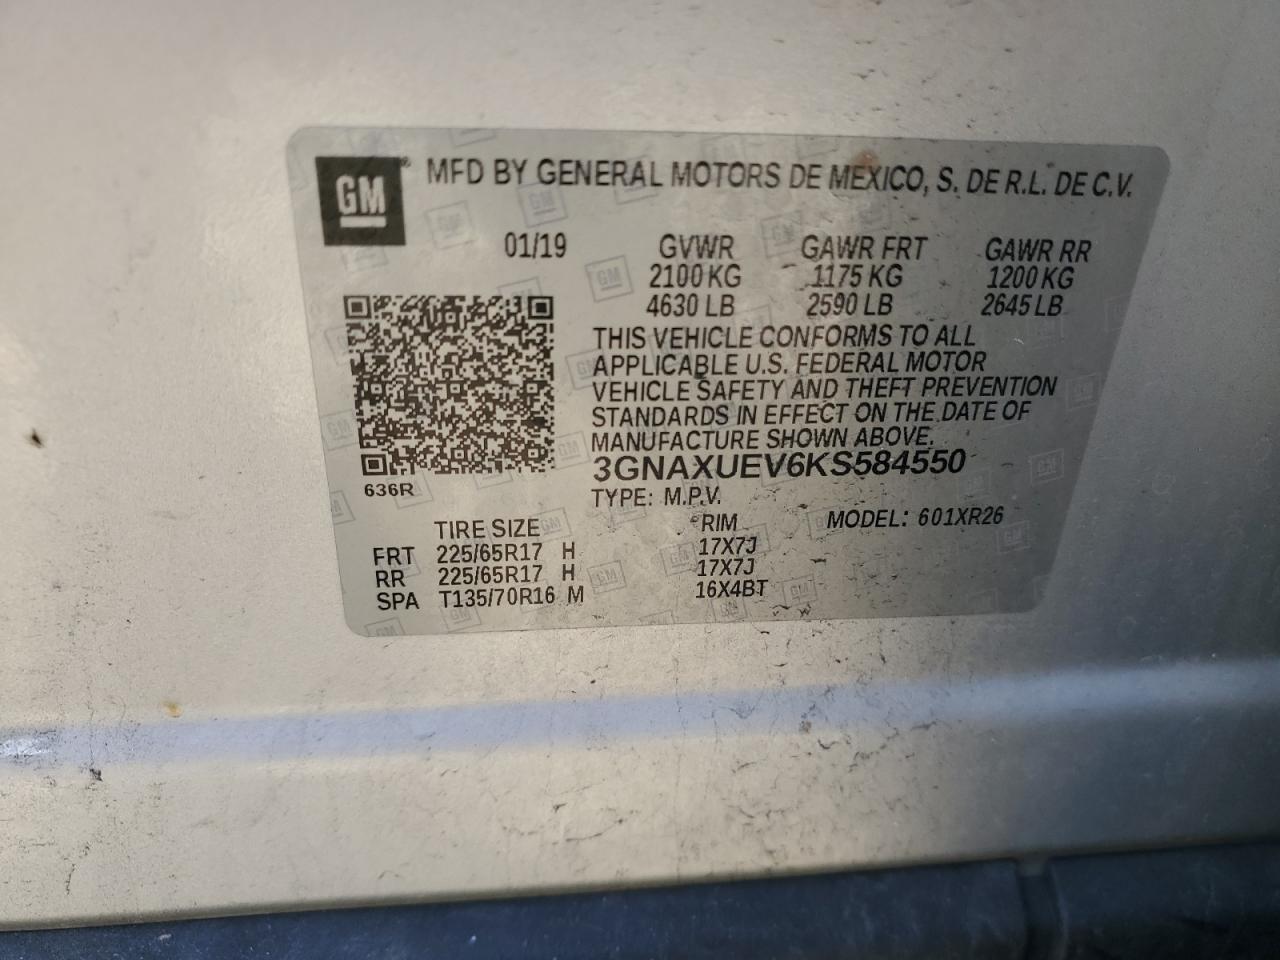 GM® MFD BY GENERAL MOTORS DE MEXICO, S. DE R.L. DE C.V.
01/19 GVWR GAWR FRT GAWR RR
2100 KG 1175 KG 1200 KG
4630 LB 2590 LB 2645 LB
THIS VEHICLE CONFORMS TO ALL
APPLICABLE U.S. FEDERAL MOTOR
VEHICLE SAFETY AND THEFT PREVENTION
STANDARDS IN EFFECT ON THE DATE OF
MANUFACTURE SHOWN ABOVE.
3GNAXUEV6KS584550
636R
TYPE: M.P.V.
TIRE SIZE RIM MODEL: 601XR26
FRT 225/65R17 H 17X7J
RR 225/65R17 H 17X7J
SPA T135/70R16 M 16X4BT